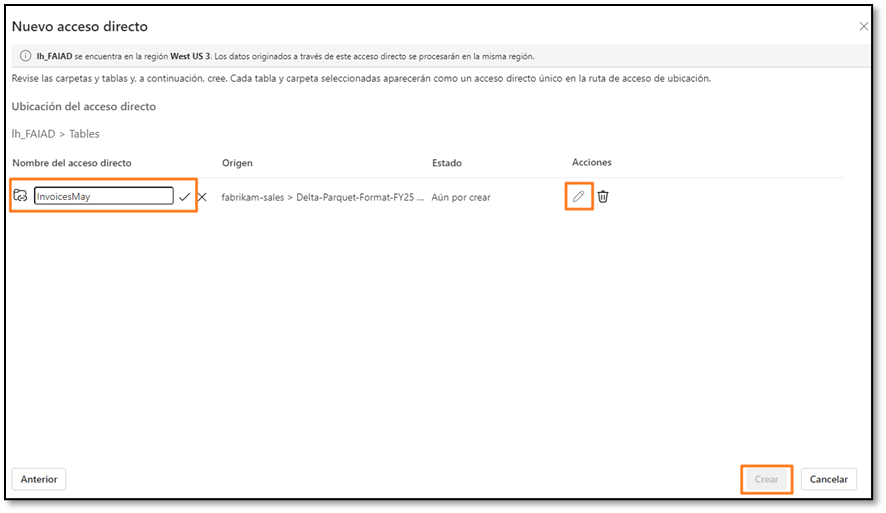 Nuevo acceso directo
lh_FAIAD se encuentra en la región West US 3. Los datos originados a través de este acceso directo se procesarán en la misma región.
Revise las carpetas y tablas y, a continuación, cree. Cada tabla y carpeta seleccionadas aparecerán como un acceso directo único en la ruta de acceso de ubicación.
Ubicación del acceso directo
lh_FAIAD > Tables
Nombre del acceso directo Origen Estado Acciones
InvoicesMay fabrikam-sales > Delta-Parquet-Format-FY25 ... Aún por crear
Anterior Crear Cancelar